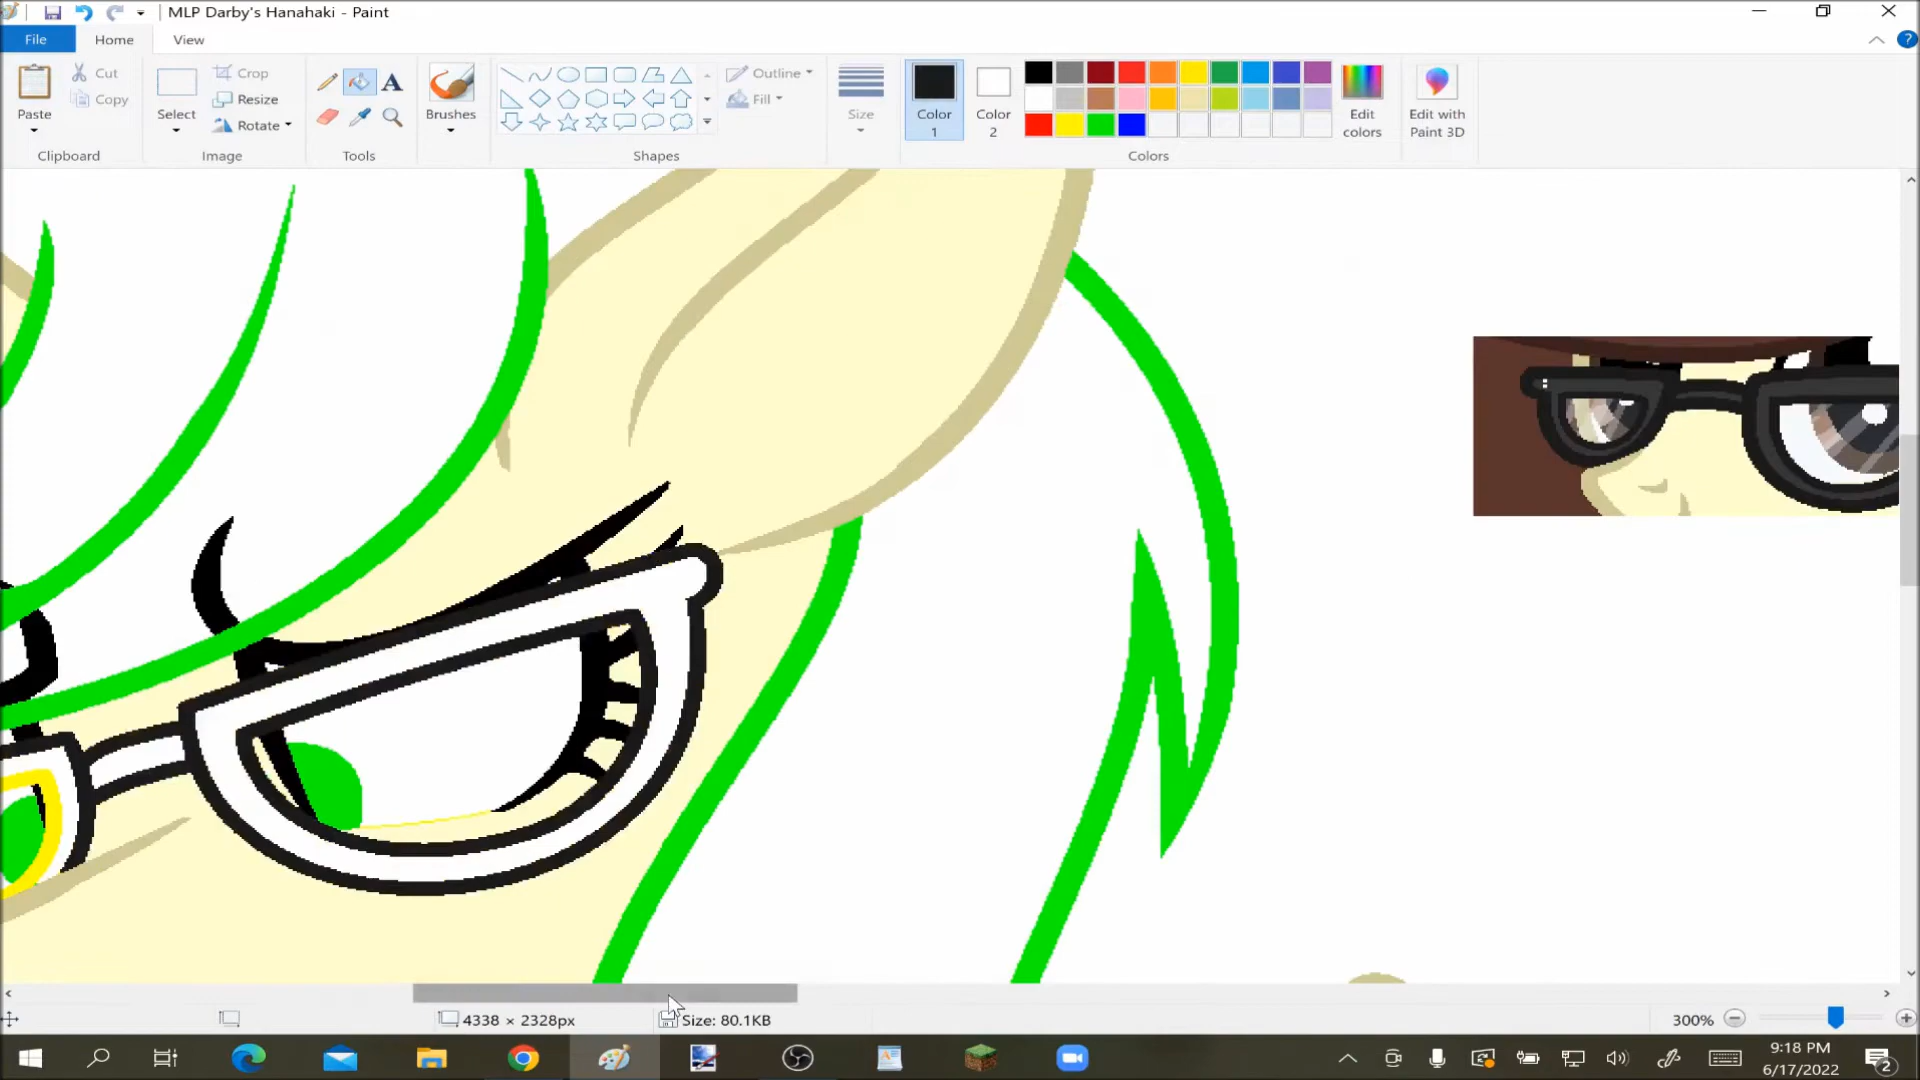 MLP Darby's Hanahaki - Paint
File Home View
Paste
Cut
Copy
Clipboard
Select
Crop
Resize
Rotate
Image
A
Tools
Brushes
Shapes
Outline
Fill
Size
Color 1
Color 2
Colors
Edit colors
Edit with Paint 3D
4338 × 2328px
Size: 80.1KB
300%
9:18 PM
6/17/2022
2